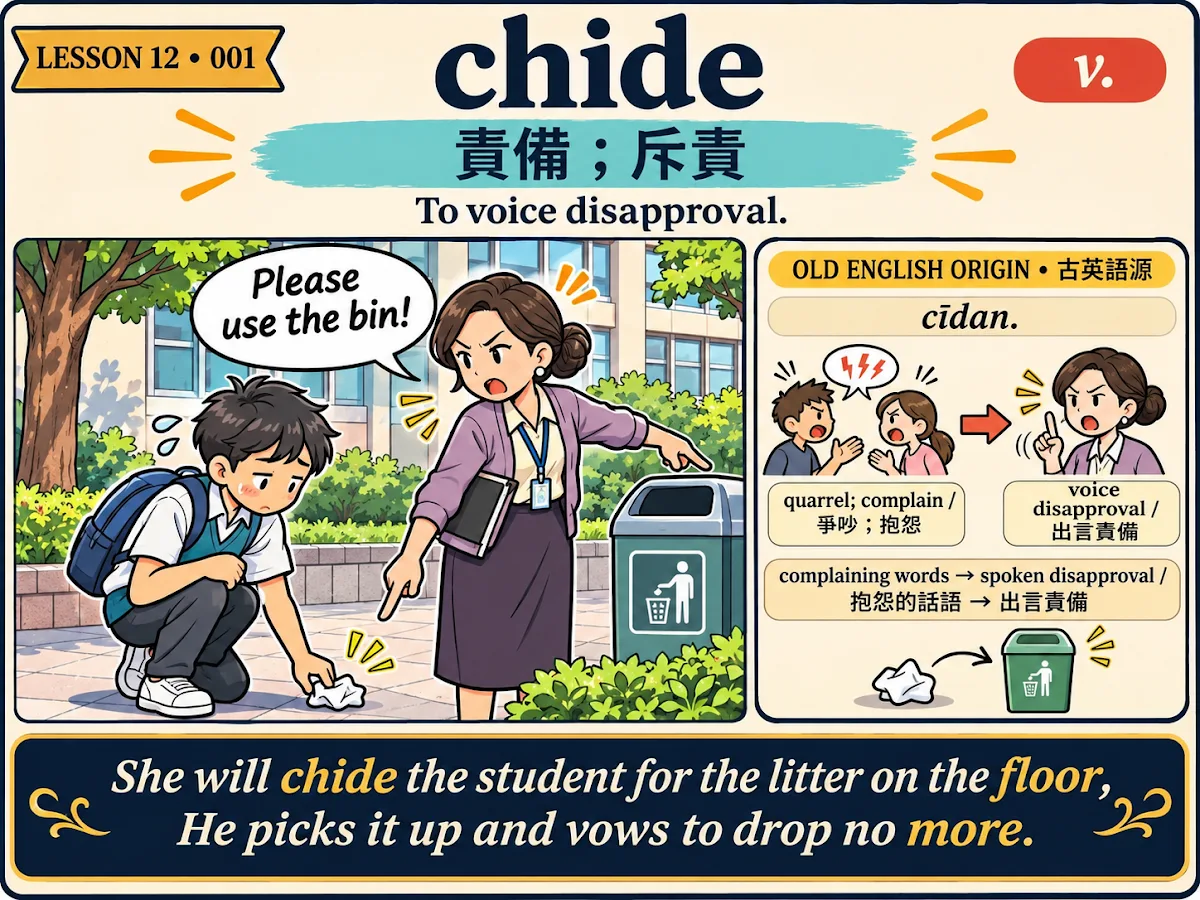 LESSON 12 • 001
chide
v.
責備；斥責
To voice disapproval.
Please
use the bin!
OLD ENGLISH ORIGIN • 古英語源
cīdan.
quarrel; complain /
爭吵；抱怨
voice
disapproval /
出言責備
complaining words → spoken disapproval /
抱怨的話語 → 出言責備
She will chide the student for the litter on the floor,
He picks it up and vows to drop no more.